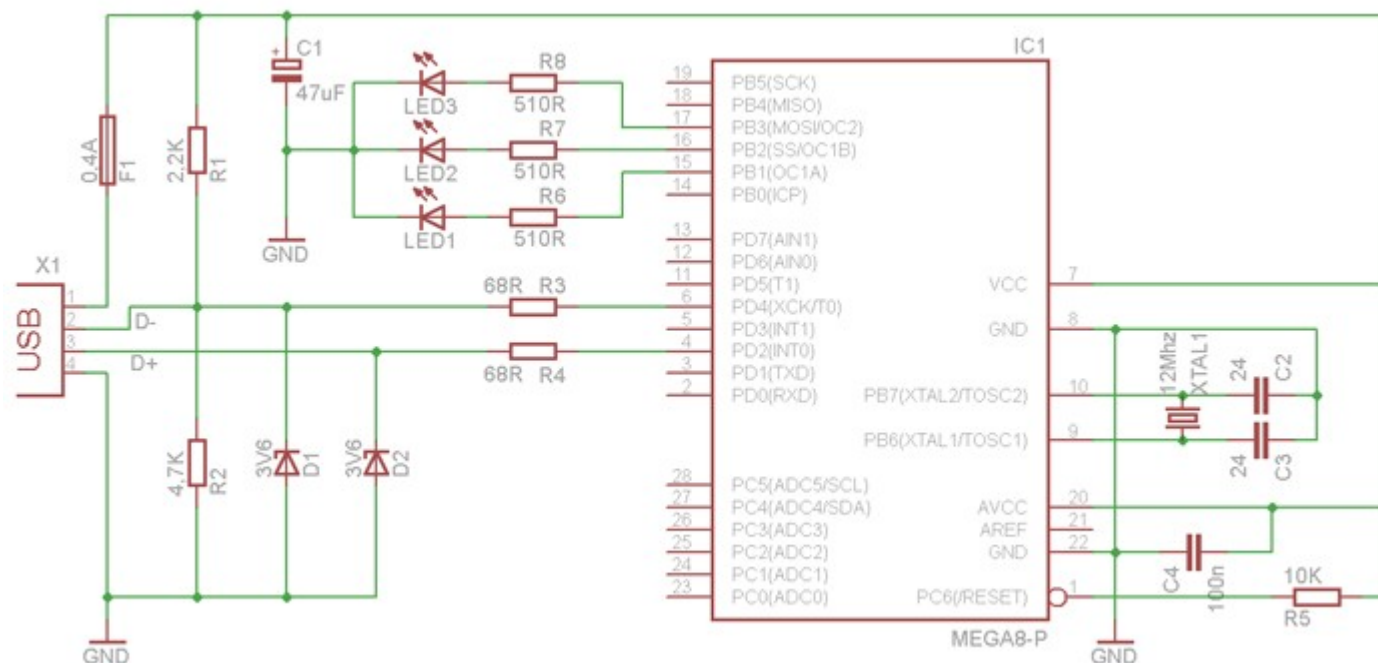 C1
+
47uF
0,4A
F1
2,2K
R1
GND
LED3
R8
510R
LED2
R7
510R
LED1
R6
510R
X1
USB
1
2
3
4
D-
D+
68R R3
68R R4
4,7K
R2
3V6
D1
3V6
D2
GND
IC1
19 PB5(SCK)
18 PB4(MISO)
17 PB3(MOSI/OC2)
16 PB2(SS/OC1B)
15 PB1(OC1A)
14 PB0(ICP)
13 PD7(AIN1)
12 PD6(AIN0)
11 PD5(T1)
6 PD4(XCK/T0)
5 PD3(INT1)
4 PD2(INT0)
3 PD1(TXD)
2 PD0(RXD)
28 PC5(ADC5/SCL)
27 PC4(ADC4/SDA)
26 PC3(ADC3)
25 PC2(ADC2)
24 PC1(ADC1)
23 PC0(ADC0)
VCC 7
GND 8
PB7(XTAL2/TOSC2) 10
PB6(XTAL1/TOSC1) 9
AVCC 20
AREF 21
GND 22
PC6(/RESET) 1
MEGA8-P
12Mhz
XTAL1
24
C2
24
C3
C4
100n
10K
R5
GND